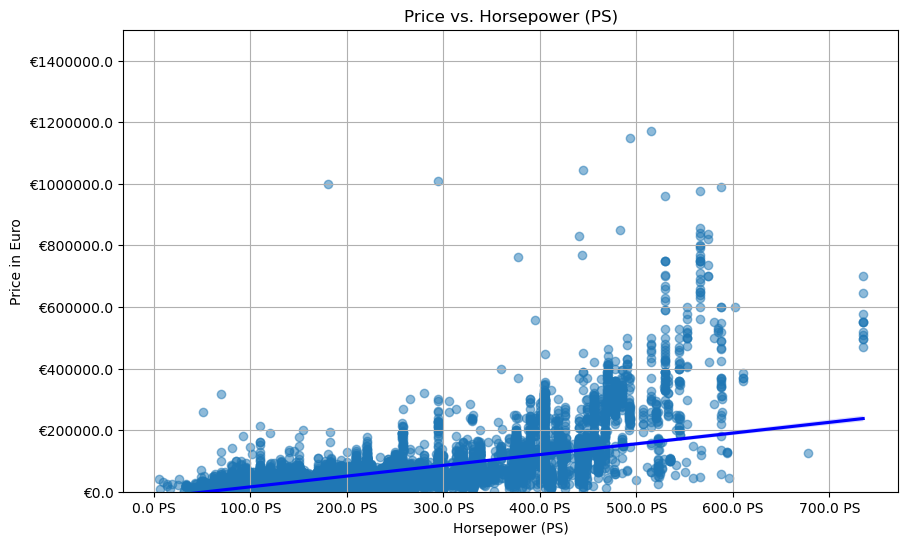 Price vs. Horsepower (PS)
€1400000.0
€1200000.0
€1000000.0
€800000.0
€600000.0
€400000.0
€200000.0
€0.0
Price in Euro
0.0 PS 100.0 PS 200.0 PS 300.0 PS 400.0 PS 500.0 PS 600.0 PS 700.0 PS
Horsepower (PS)